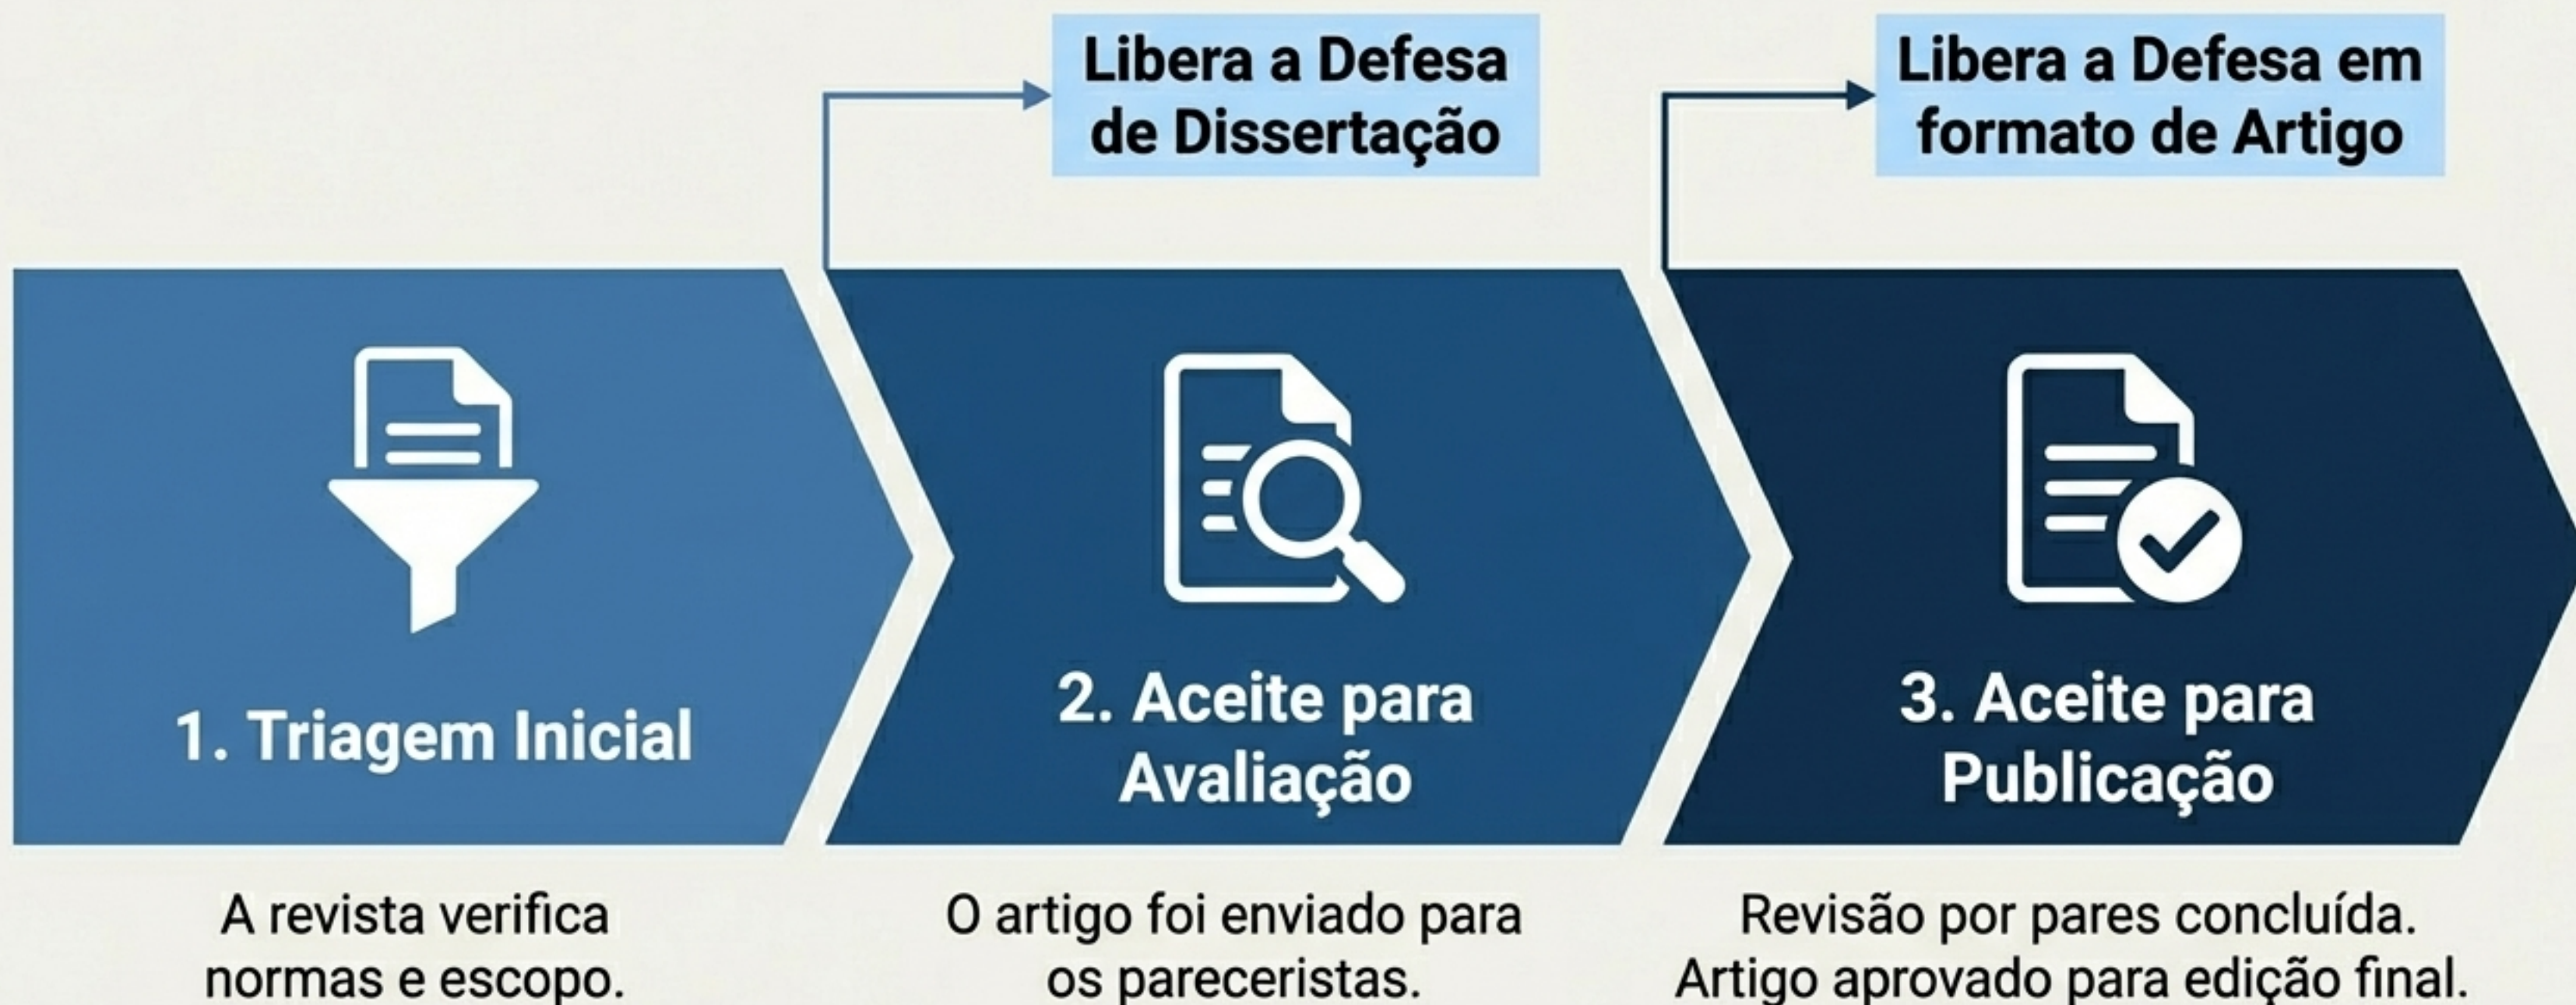 Libera a Defesa
de Dissertação
Libera a Defesa em
formato de Artigo
1. Triagem Inicial
2. Aceite para
Avaliação
3. Aceite para
Publicação
A revista verifica
normas e escopo.
O artigo foi enviado para
os pareceristas.
Revisão por pares concluída.
Artigo aprovado para edição final.